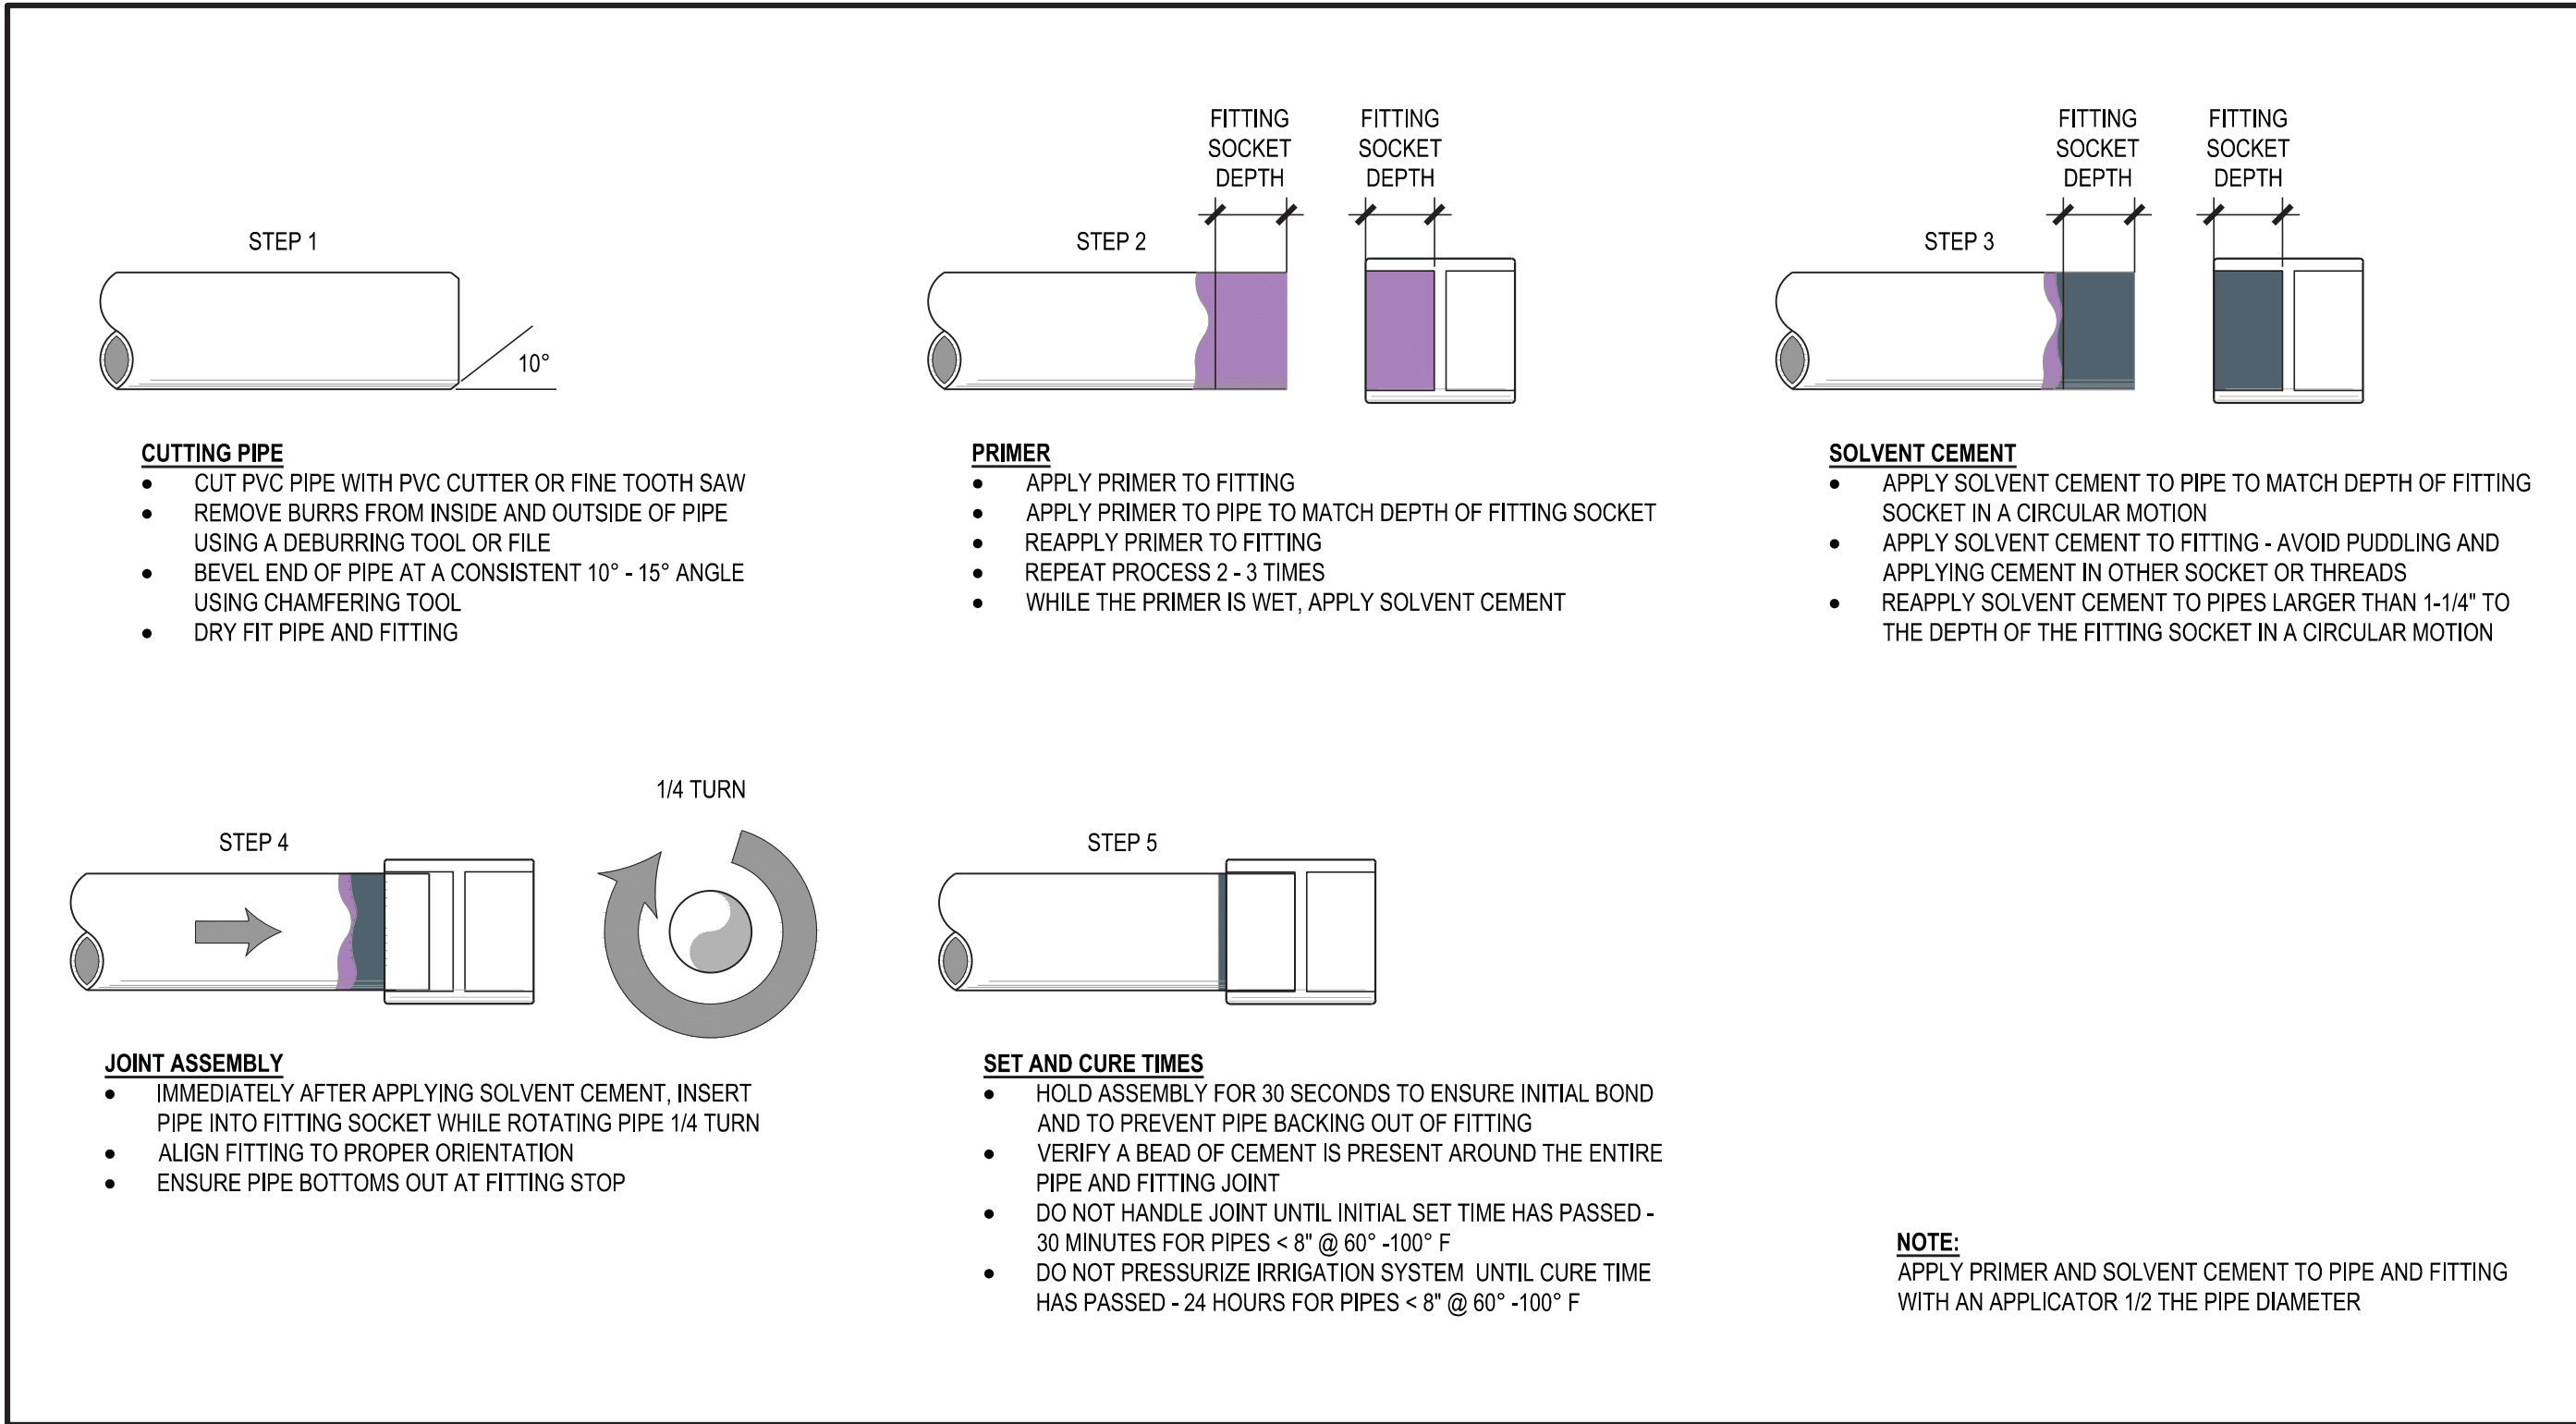 STEP 1
10°
CUTTING PIPE
• CUT PVC PIPE WITH PVC CUTTER OR FINE TOOTH SAW
• REMOVE BURRS FROM INSIDE AND OUTSIDE OF PIPE
USING A DEBURRING TOOL OR FILE
• BEVEL END OF PIPE AT A CONSISTENT 10° - 15° ANGLE
USING CHAMFERING TOOL
• DRY FIT PIPE AND FITTING
FITTING
SOCKET
DEPTH
FITTING
SOCKET
DEPTH
STEP 2
PRIMER
• APPLY PRIMER TO FITTING
• APPLY PRIMER TO PIPE TO MATCH DEPTH OF FITTING SOCKET
• REAPPLY PRIMER TO FITTING
• REPEAT PROCESS 2 - 3 TIMES
• WHILE THE PRIMER IS WET, APPLY SOLVENT CEMENT
FITTING
SOCKET
DEPTH
FITTING
SOCKET
DEPTH
STEP 3
SOLVENT CEMENT
• APPLY SOLVENT CEMENT TO PIPE TO MATCH DEPTH OF FITTING
SOCKET IN A CIRCULAR MOTION
• APPLY SOLVENT CEMENT TO FITTING - AVOID PUDDLING AND
APPLYING CEMENT IN OTHER SOCKET OR THREADS
• REAPPLY SOLVENT CEMENT TO PIPES LARGER THAN 1-1/4" TO
THE DEPTH OF THE FITTING SOCKET IN A CIRCULAR MOTION
1/4 TURN
STEP 4
JOINT ASSEMBLY
• IMMEDIATELY AFTER APPLYING SOLVENT CEMENT, INSERT
PIPE INTO FITTING SOCKET WHILE ROTATING PIPE 1/4 TURN
• ALIGN FITTING TO PROPER ORIENTATION
• ENSURE PIPE BOTTOMS OUT AT FITTING STOP
STEP 5
SET AND CURE TIMES
• HOLD ASSEMBLY FOR 30 SECONDS TO ENSURE INITIAL BOND
AND TO PREVENT PIPE BACKING OUT OF FITTING
• VERIFY A BEAD OF CEMENT IS PRESENT AROUND THE ENTIRE
PIPE AND FITTING JOINT
• DO NOT HANDLE JOINT UNTIL INITIAL SET TIME HAS PASSED -
30 MINUTES FOR PIPES < 8" @ 60° -100° F
• DO NOT PRESSURIZE IRRIGATION SYSTEM UNTIL CURE TIME
HAS PASSED - 24 HOURS FOR PIPES < 8" @ 60° -100° F
NOTE:
APPLY PRIMER AND SOLVENT CEMENT TO PIPE AND FITTING
WITH AN APPLICATOR 1/2 THE PIPE DIAMETER